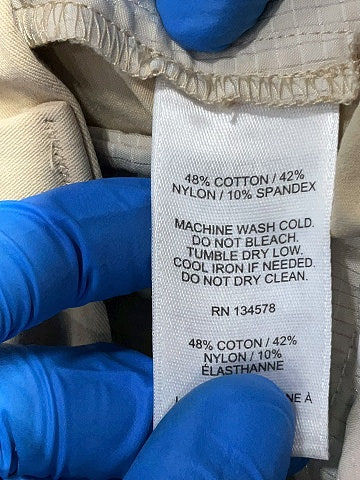 48% COTTON / 42%
NYLON / 10% SPANDEX
MACHINE WASH COLD.
DO NOT BLEACH.
TUMBLE DRY LOW.
COOL IRON IF NEEDED.
DO NOT DRY CLEAN.
RN 134578
48% COTON / 42%
NYLON / 10%
ÉLASTHANNE
À